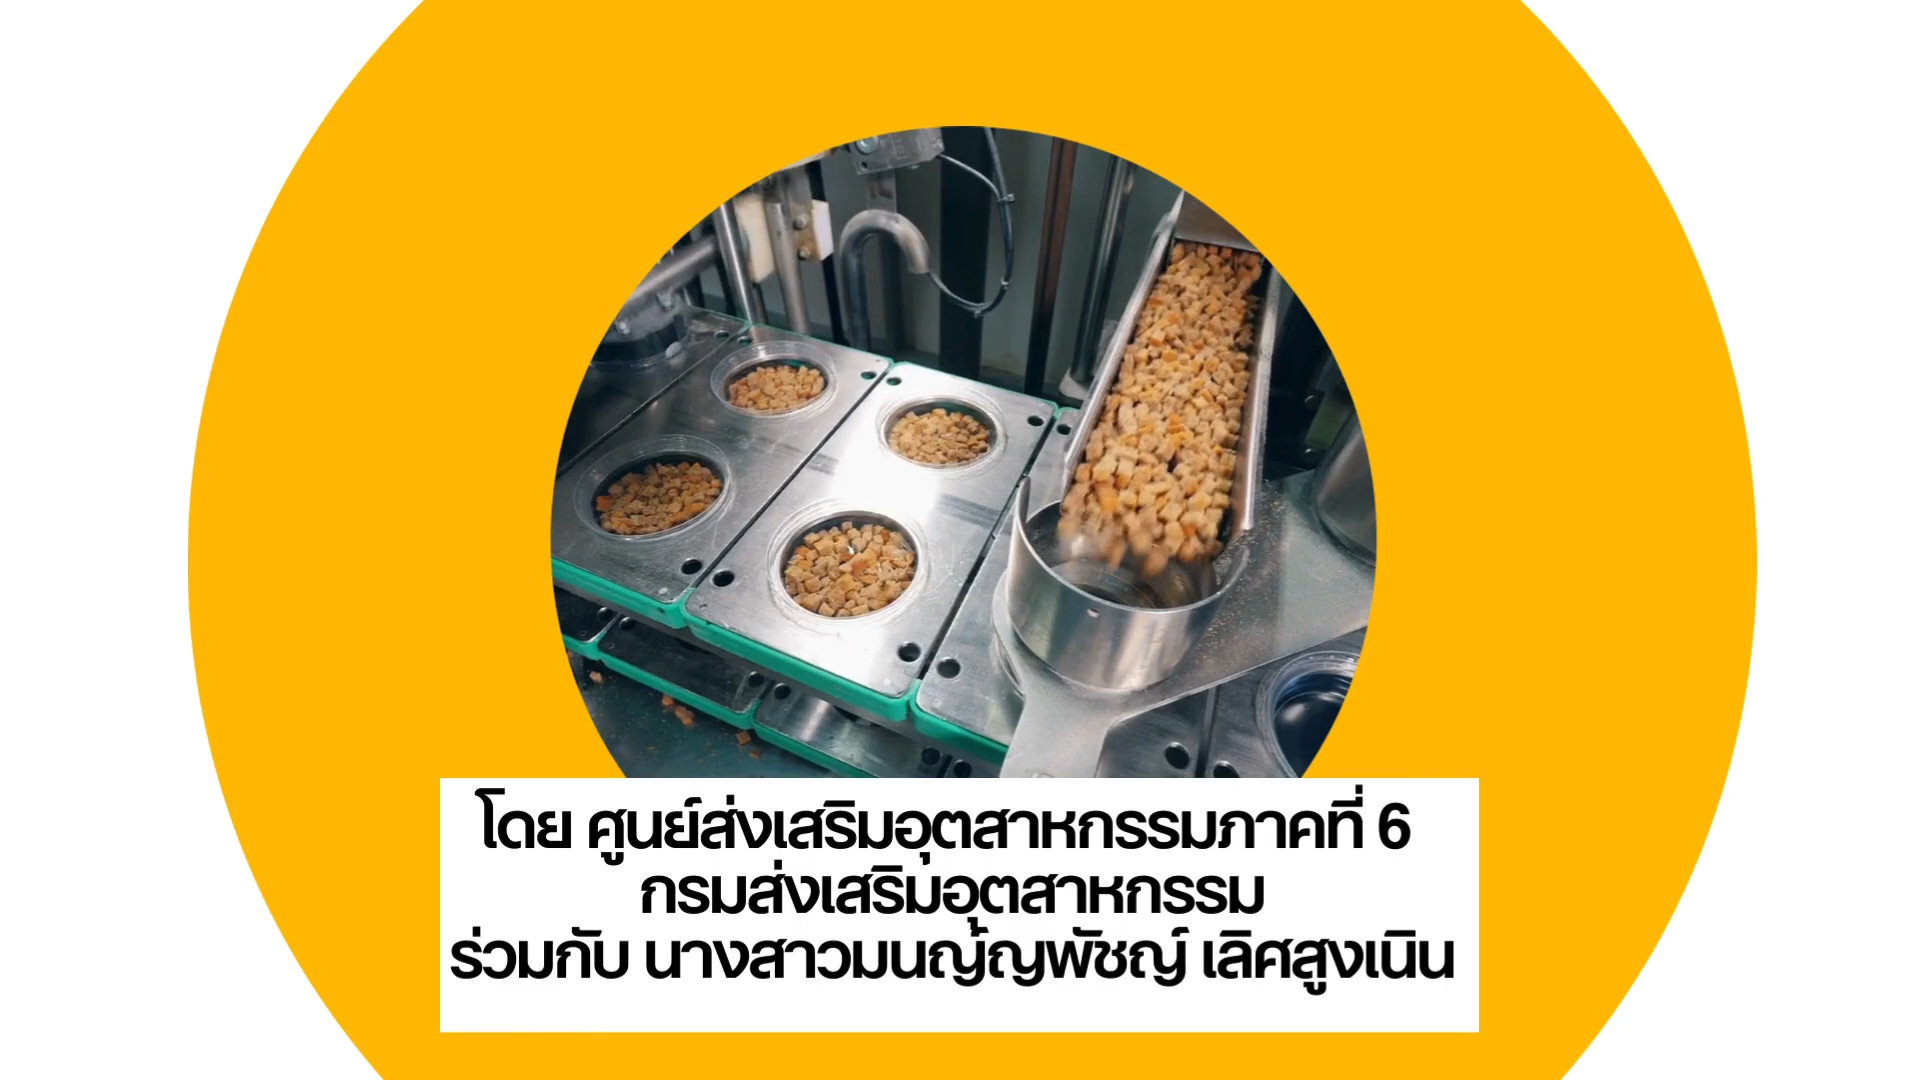 โดย ศูนย์ส่งเสริมอุตสาหกรรมภาคที่ 6
กรมส่งเสริมอุตสาหกรรม
ร่วมกับ นางสาวมนญ์ญพัชญ์ เลิศสูงเนิน